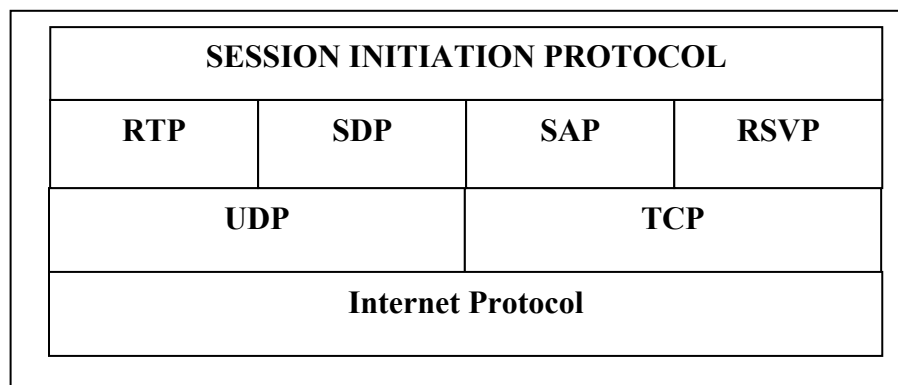 SESSION INITIATION PROTOCOL
RTP SDP SAP RSVP
UDP TCP
Internet Protocol